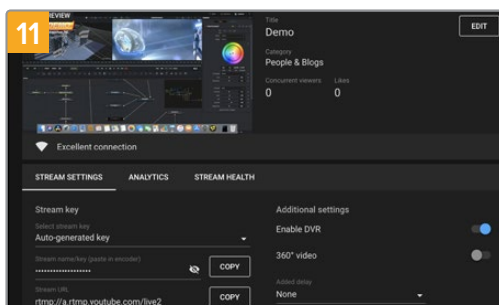 11
PREVIEW
Title
Demo
EDIT
Category
People & Blogs
Concurrent viewers Likes
0 0
Excellent connection
STREAM SETTINGS ANALYTICS STREAM HEALTH
Stream key
Select stream key
Auto-generated key
Stream name/key (paste in encoder)
••••••••••••••••••• COPY
Stream URL
rtmp://a.rtmp.youtube.com/live2 COPY
Additional settings
Enable DVR
360° video
Added delay
None